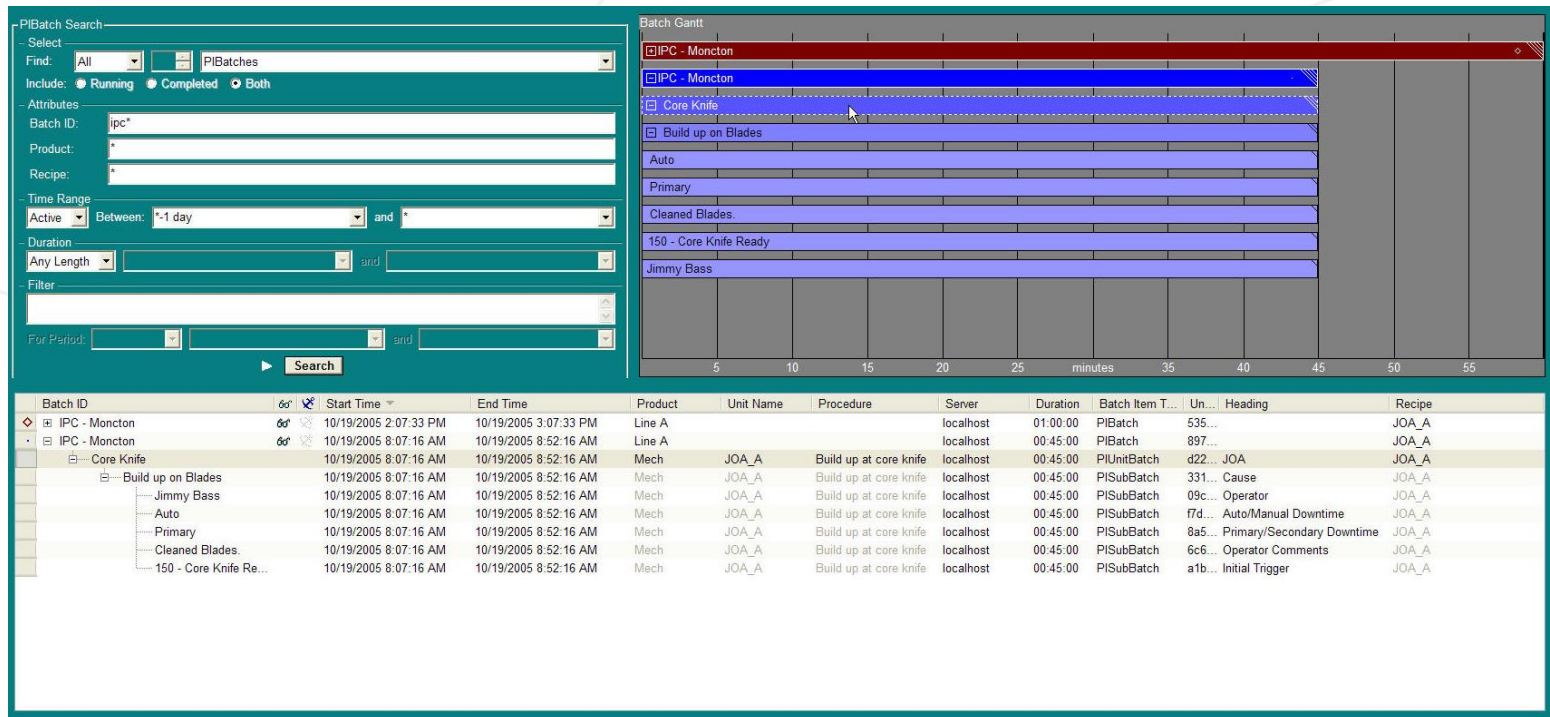 PIBatch Search
Select
Find: All PIBatches
Include: Running Completed Both
Attributes
Batch ID: ipc*
Product: *
Recipe: *
Time Range
Active Between: *-1 day and *
Duration
Any Length and
Filter
For Period: and
Search
Batch Gantt
IPC - Moncton
IPC - Moncton
Core Knife
Build up on Blades
Auto
Primary
Cleaned Blades.
150 - Core Knife Ready
Jimmy Bass
5 10 15 20 25 minutes 35 40 45 50 55
Batch ID Start Time End Time Product Unit Name Procedure Server Duration Batch Item T... Un... Heading Recipe
IPC - Moncton 10/19/2005 2:07:33 PM 10/19/2005 3:07:33 PM Line A localhost 01:00:00 PIBatch 535... JOA_A
IPC - Moncton 10/19/2005 8:07:16 AM 10/19/2005 8:52:16 AM Line A localhost 00:45:00 PIBatch 897... JOA_A
Core Knife 10/19/2005 8:07:16 AM 10/19/2005 8:52:16 AM Mech JOA_A Build up at core knife localhost 00:45:00 PIUnitBatch d22... JOA JOA_A
Build up on Blades 10/19/2005 8:07:16 AM 10/19/2005 8:52:16 AM Mech JOA_A Build up at core knife localhost 00:45:00 PISubBatch 331... Cause JOA_A
Jimmy Bass 10/19/2005 8:07:16 AM 10/19/2005 8:52:16 AM Mech JOA_A Build up at core knife localhost 00:45:00 PISubBatch 09c... Operator JOA_A
Auto 10/19/2005 8:07:16 AM 10/19/2005 8:52:16 AM Mech JOA_A Build up at core knife localhost 00:45:00 PISubBatch f7d... Auto/Manual Downtime JOA_A
Primary 10/19/2005 8:07:16 AM 10/19/2005 8:52:16 AM Mech JOA_A Build up at core knife localhost 00:45:00 PISubBatch 8a5... Primary/Secondary Downtime JOA_A
Cleaned Blades. 10/19/2005 8:07:16 AM 10/19/2005 8:52:16 AM Mech JOA_A Build up at core knife localhost 00:45:00 PISubBatch 6c6... Operator Comments JOA_A
150 - Core Knife Re... 10/19/2005 8:07:16 AM 10/19/2005 8:52:16 AM Mech JOA_A Build up at core knife localhost 00:45:00 PISubBatch a1b... Initial Trigger JOA_A